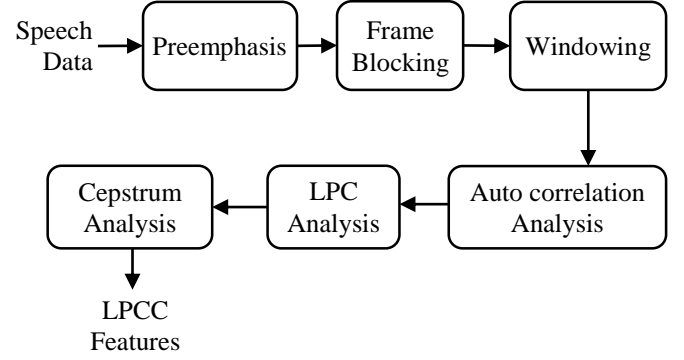 Speech
Data
Preemphasis
Frame
Blocking
Windowing
Auto correlation
Analysis
LPC
Analysis
Cepstrum
Analysis
LPCC
Features